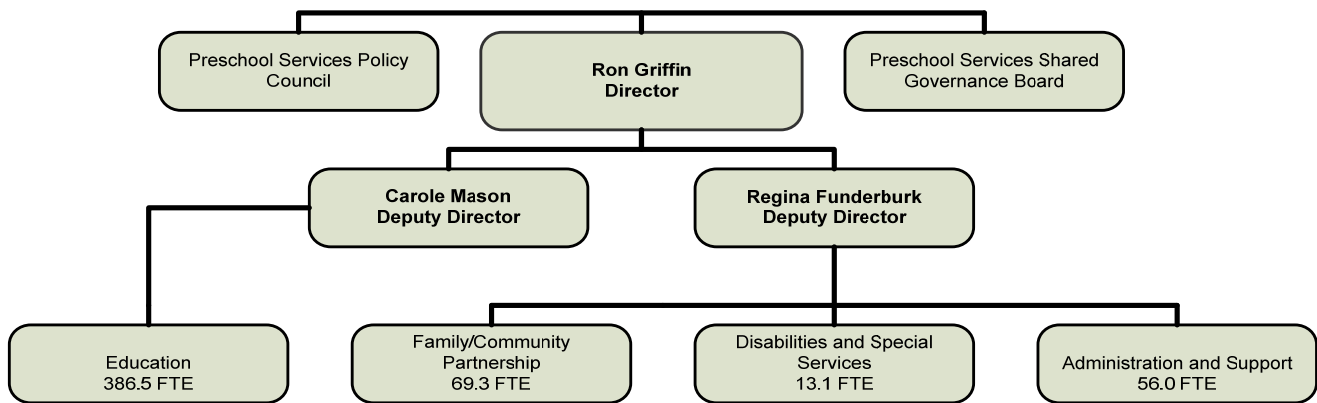 Preschool Services Policy
Council
Ron Griffin
Director
Preschool Services Shared
Governance Board
Carole Mason
Deputy Director
Regina Funderburk
Deputy Director
Education
386.5 FTE
Family/Community
Partnership
69.3 FTE
Disabilities and Special
Services
13.1 FTE
Administration and Support
56.0 FTE